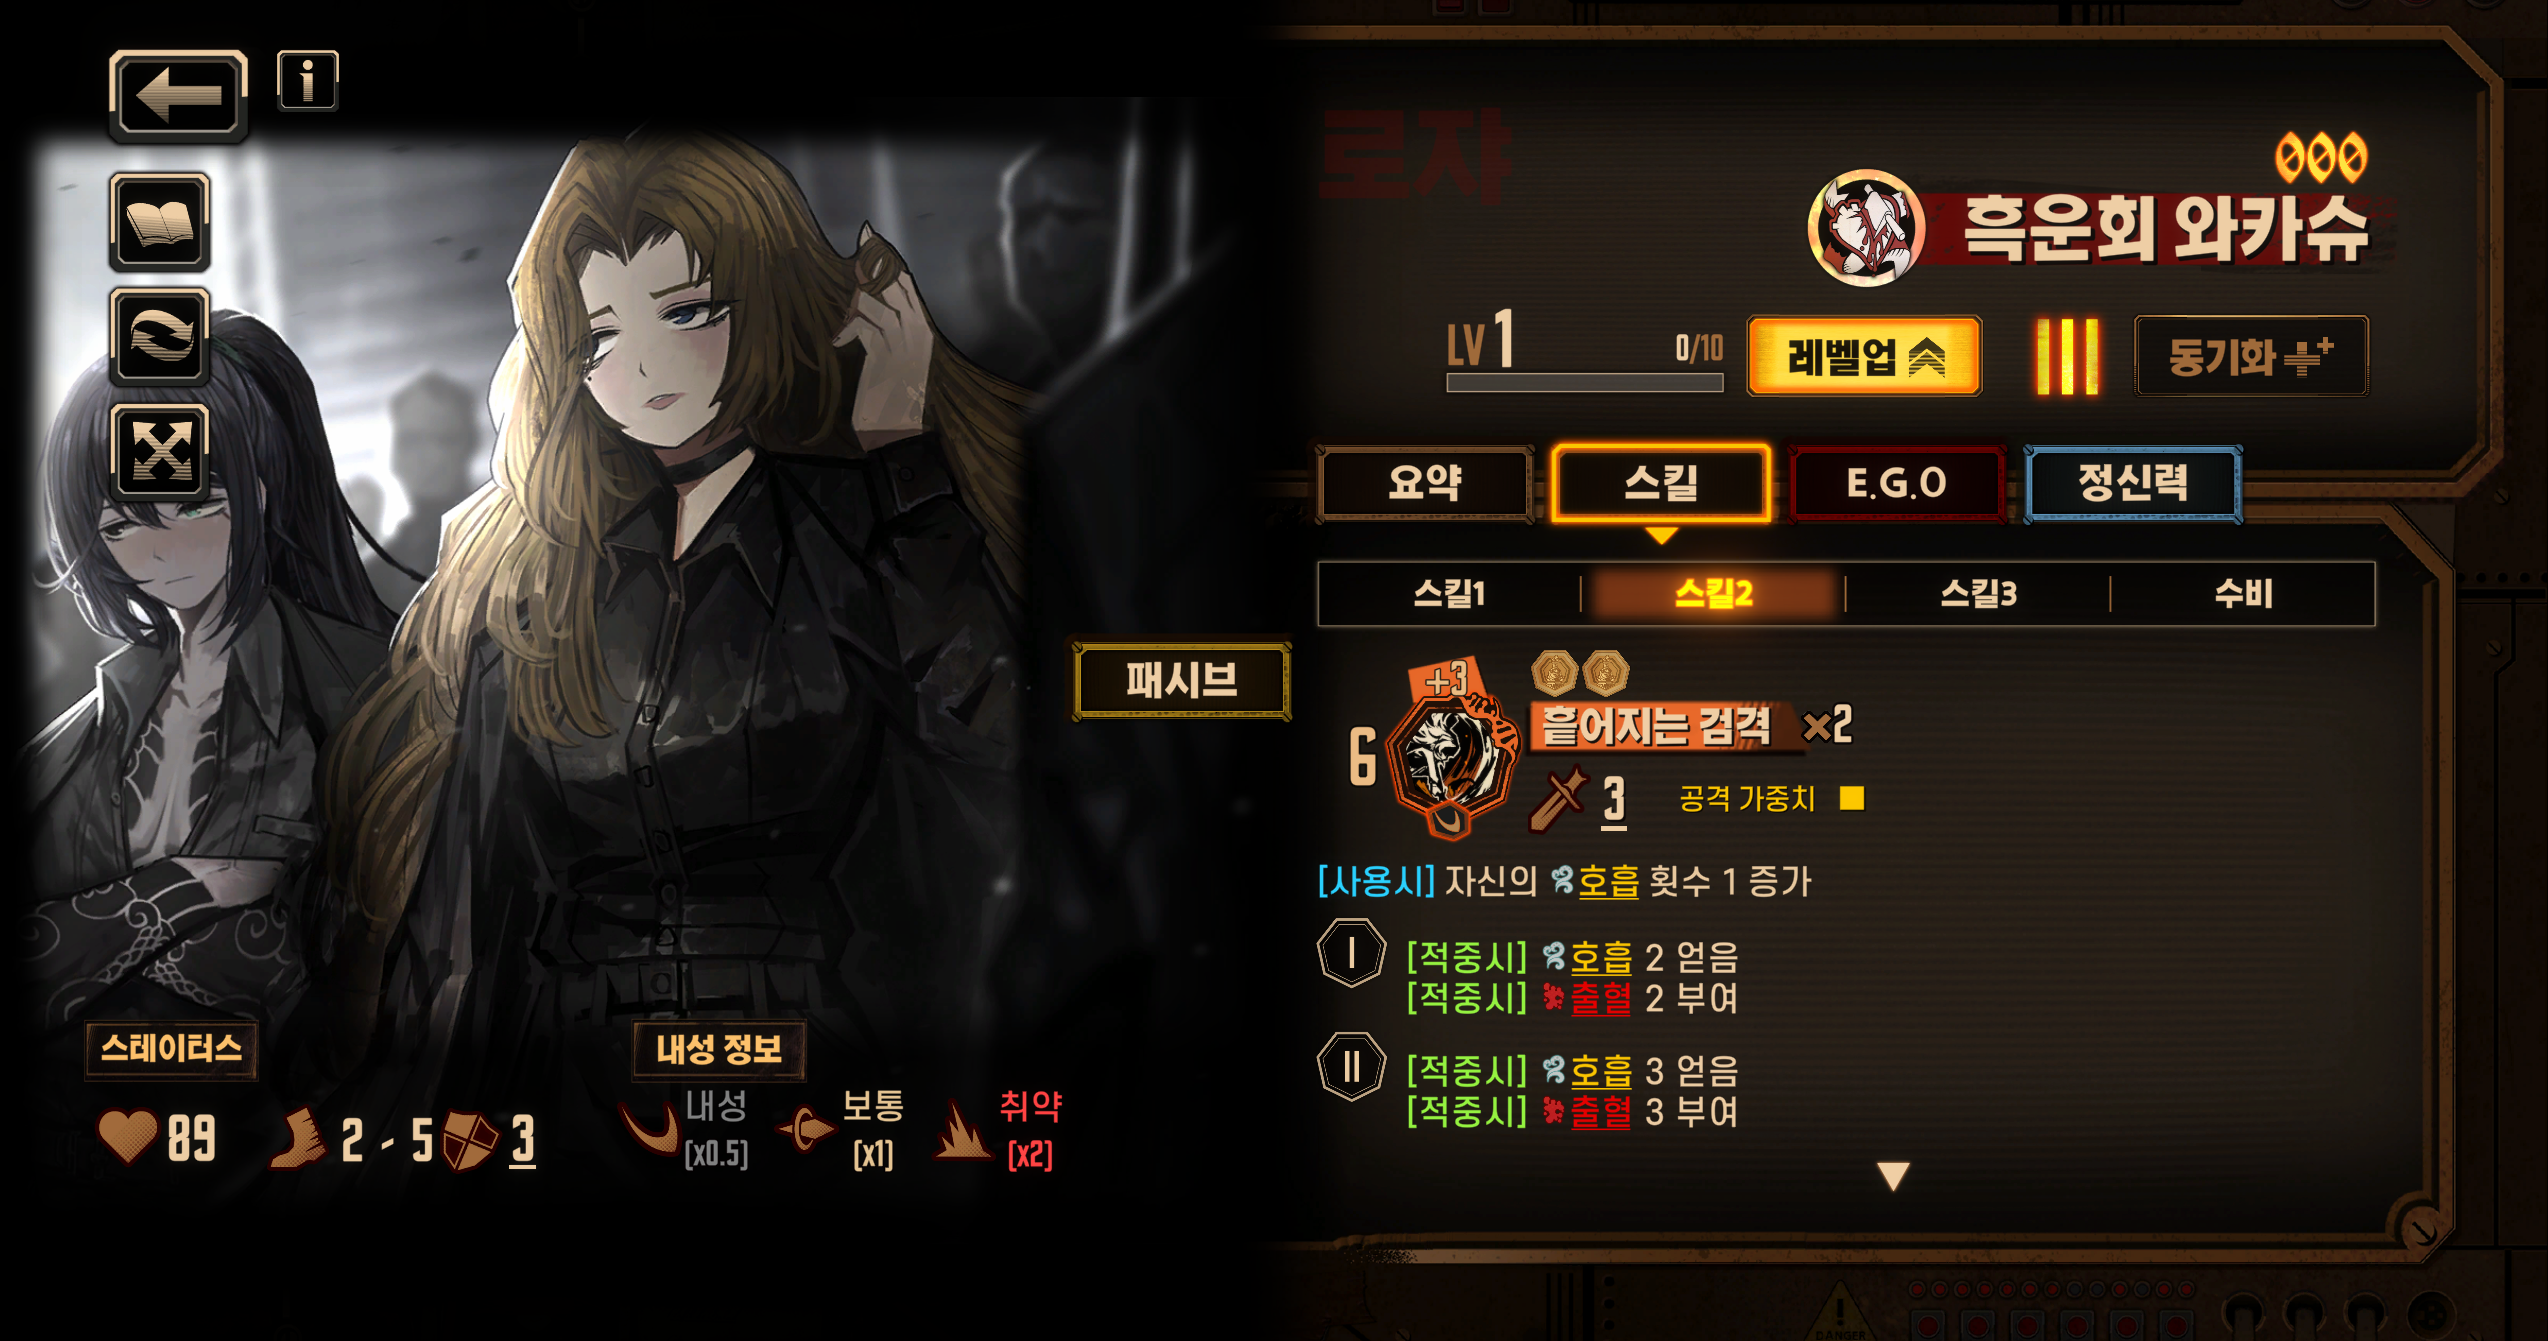 로쟈
흑운회 와카슈
LV 1
0/10
레벨업
동기화
요약
스킬
E.G.O
정신력
스킬1
스킬2
스킬3
수비
패시브
+3
6
흩어지는 검격 ×2
3
공격 가중치
[사용시] 자신의 호흡 횟수 1 증가
I
[적중시] 호흡 2 얻음
[적중시] 출혈 2 부여
II
[적중시] 호흡 3 얻음
[적중시] 출혈 3 부여
스테이터스
89
2 - 5
3
내성 정보
내성
[x0.5]
보통
[x1]
취약
[x2]
DANGER